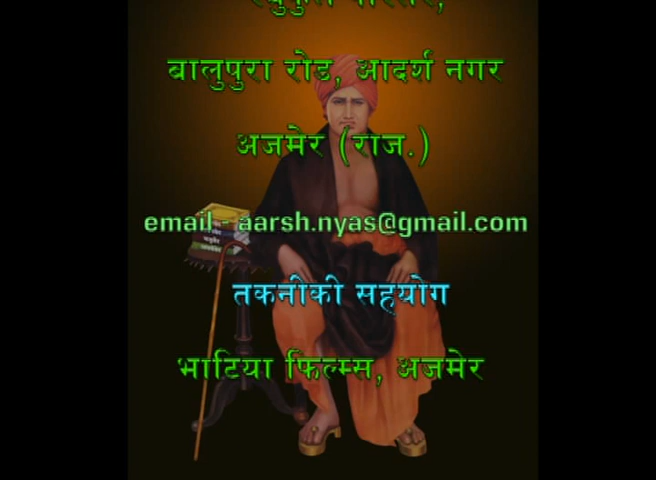 बालुपुरा रोड, आदर्श नगर
अजमेर (राज.)
email - aarsh.nyas@gmail.com
तकनीकी सहयोग
भाटिया फिल्म्स, अजमेर